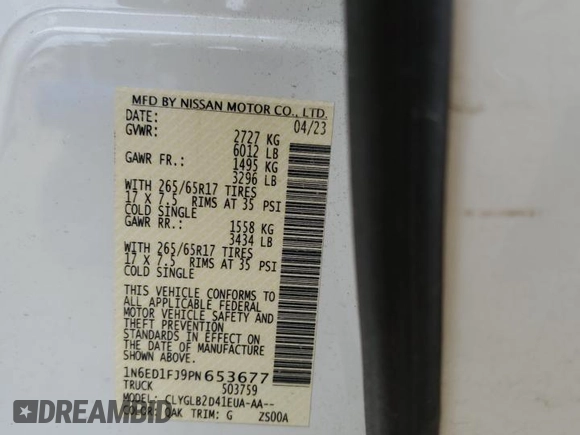 MFD BY NISSAN MOTOR CO., LTD.
DATE: 04/23
GVWR: 2727 KG
6012 LB
GAWR FR.: 1495 KG
3296 LB
WITH 265/65R17 TIRES
17 X 7.5 RIMS AT 35 PSI
COLD SINGLE
GAWR RR.: 1558 KG
3434 LB
WITH 265/65R17 TIRES
17 X 7.5 RIMS AT 35 PSI
COLD SINGLE
THIS VEHICLE CONFORMS TO
ALL APPLICABLE FEDERAL
MOTOR VEHICLE SAFETY AND
THEFT PREVENTION
STANDARDS IN EFFECT ON
THE DATE OF MANUFACTURE
SHOWN ABOVE.
1N6ED1FJ9PN653677
TRUCK 503759
MODEL: CLYGLB2D41EUA-AA--
COLOR: QAK TRIM: G ZS00A
DREAMBID